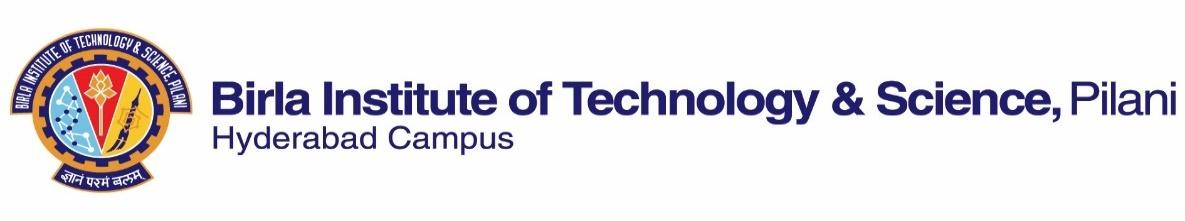 BIRLA INSTITUTE OF TECHNOLOGY & SCIENCE, PILANI
ज्ञानं परमं बलम्
Birla Institute of Technology & Science, Pilani
Hyderabad Campus